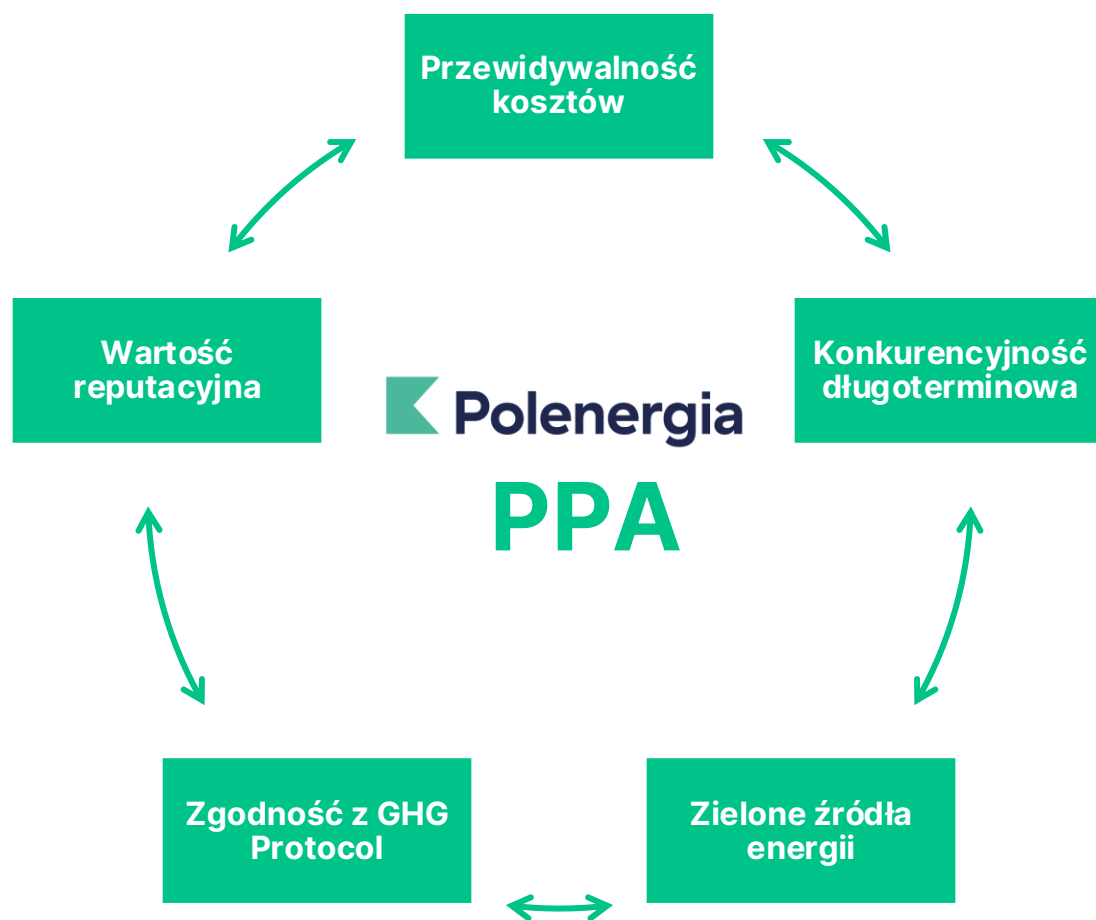 Przewidywalność
kosztów
Wartość
reputacyjna
Konkurencyjność
długoterminowa
Polenergia
PPA
Zgodność z GHG
Protocol
Zielone źródła
energii